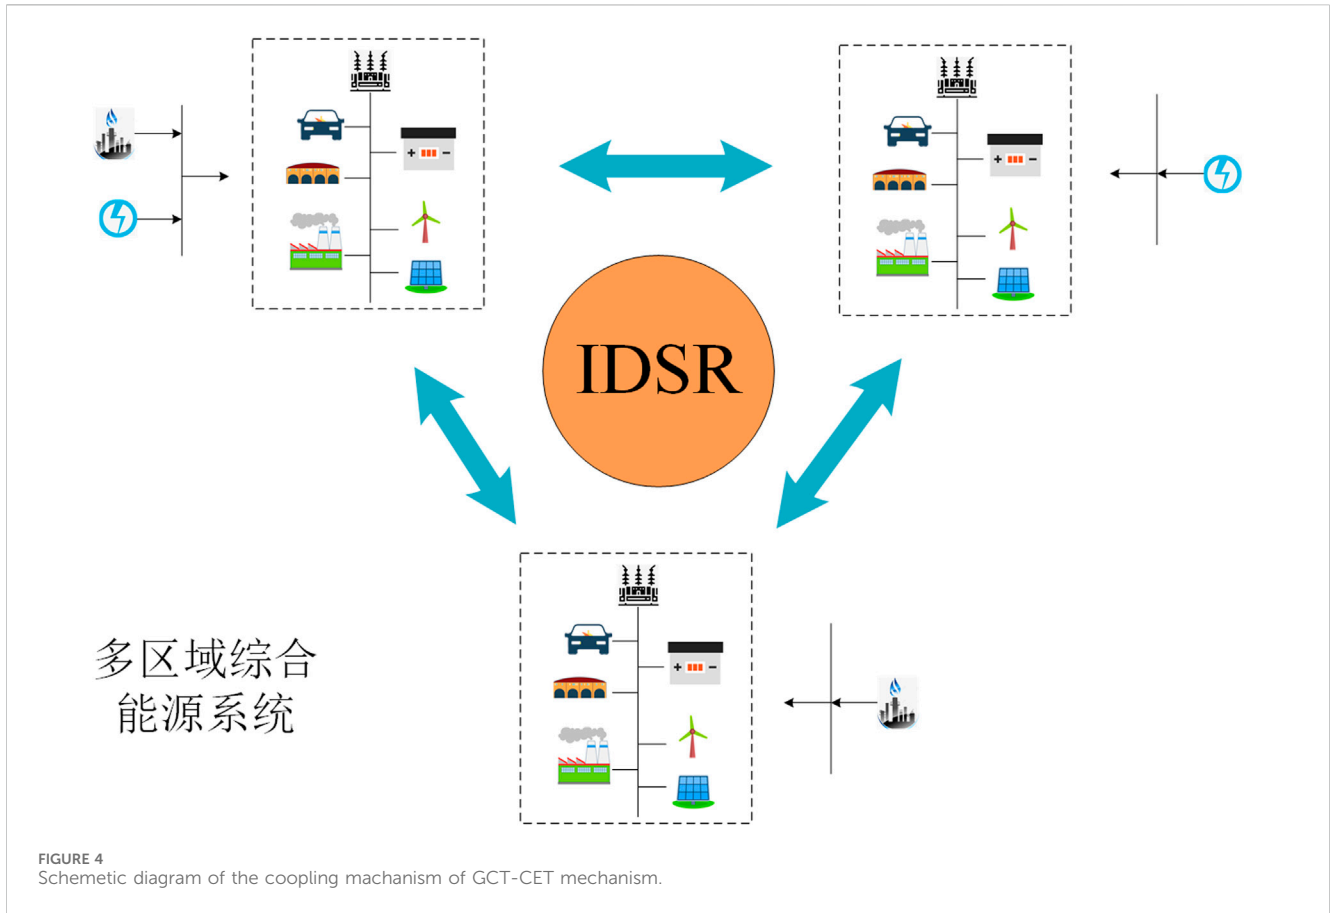 IDSR
多区域综合
能源系统
FIGURE 4
Schemetic diagram of the coopling machanism of GCT-CET mechanism.